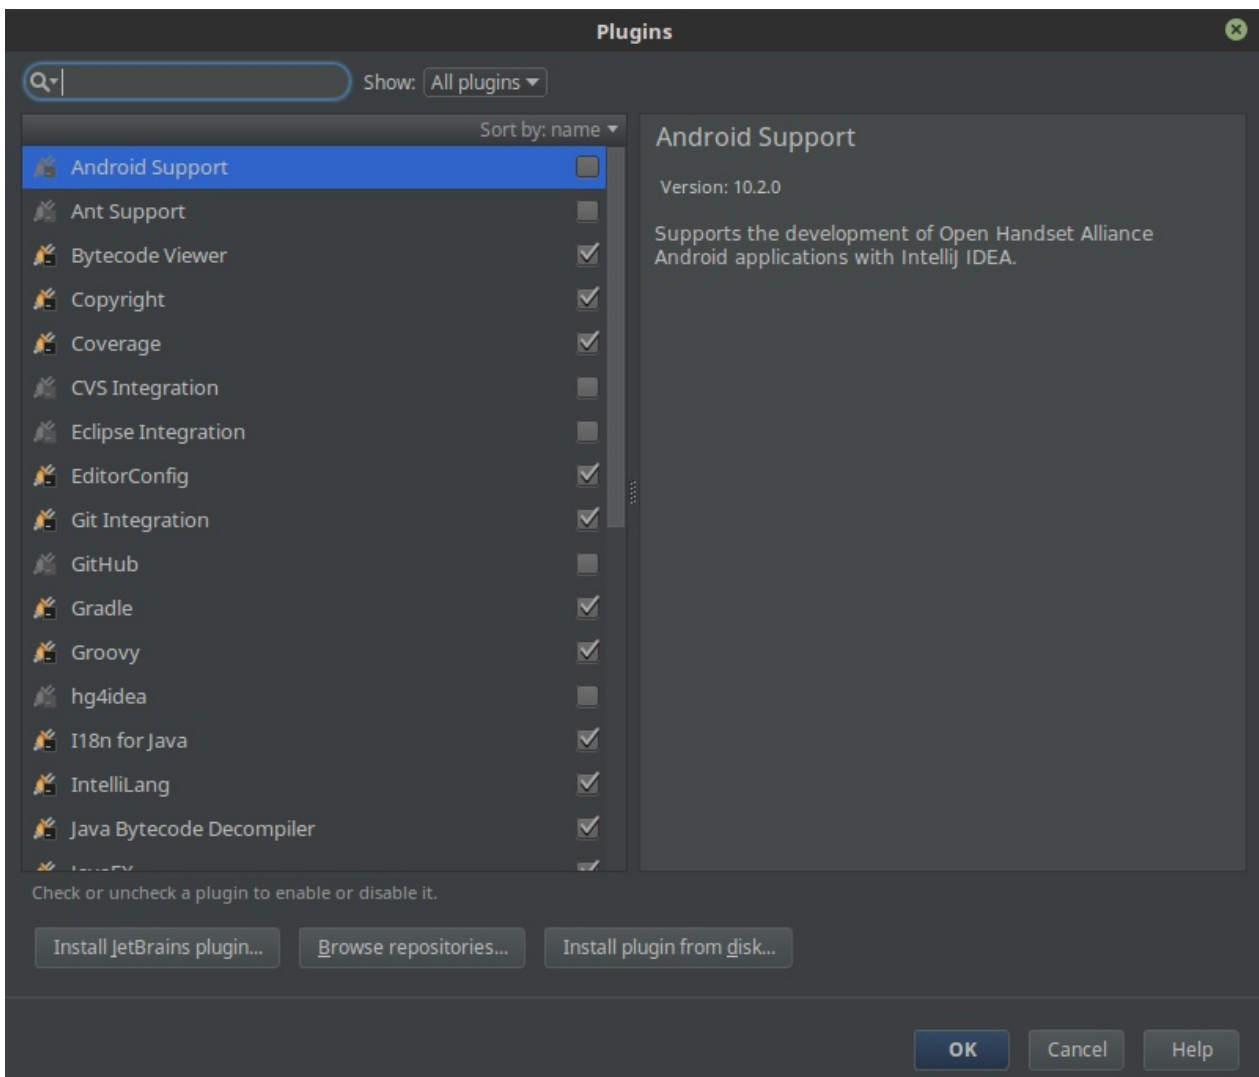 Plugins
Show: All plugins
Sort by: name
Android Support
Ant Support
Bytecode Viewer
Copyright
Coverage
CVS Integration
Eclipse Integration
EditorConfig
Git Integration
GitHub
Gradle
Groovy
hg4idea
I18n for Java
IntelliLang
Java Bytecode Decompiler
JavaFX
Android Support
Version: 10.2.0
Supports the development of Open Handset Alliance
Android applications with IntelliJ IDEA.
Check or uncheck a plugin to enable or disable it.
Install JetBrains plugin...
Browse repositories...
Install plugin from disk...
OK
Cancel
Help